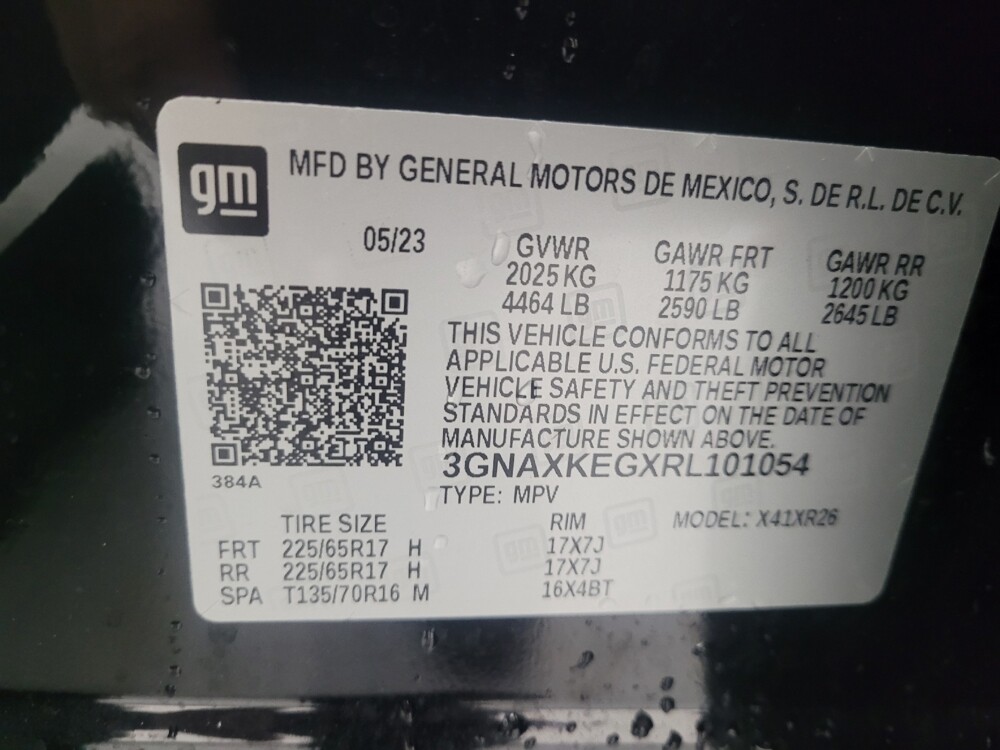 gm
MFD BY GENERAL MOTORS DE MEXICO, S. DE R.L. DE C.V.
05/23
GVWR GAWR FRT GAWR RR
2025 KG 1175 KG 1200 KG
4464 LB 2590 LB 2645 LB
THIS VEHICLE CONFORMS TO ALL
APPLICABLE U.S. FEDERAL MOTOR
VEHICLE SAFETY AND THEFT PREVENTION
STANDARDS IN EFFECT ON THE DATE OF
MANUFACTURE SHOWN ABOVE.
3GNAXKEGXRL101054
384A
TYPE: MPV
TIRE SIZE RIM MODEL: X41XR26
FRT 225/65R17 H 17X7J
RR 225/65R17 H 17X7J
SPA T135/70R16 M 16X4BT